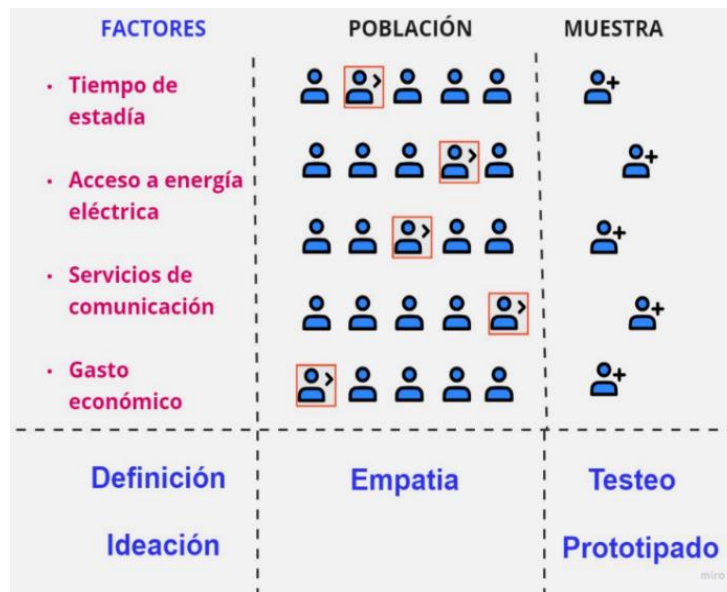 FACTORES
• Tiempo de
estadía
• Acceso a energía
eléctrica
• Servicios de
comunicación
• Gasto
económico
POBLACIÓN
MUESTRA
Definición
Ideación
Empatia
Testeo
Prototipado
miro